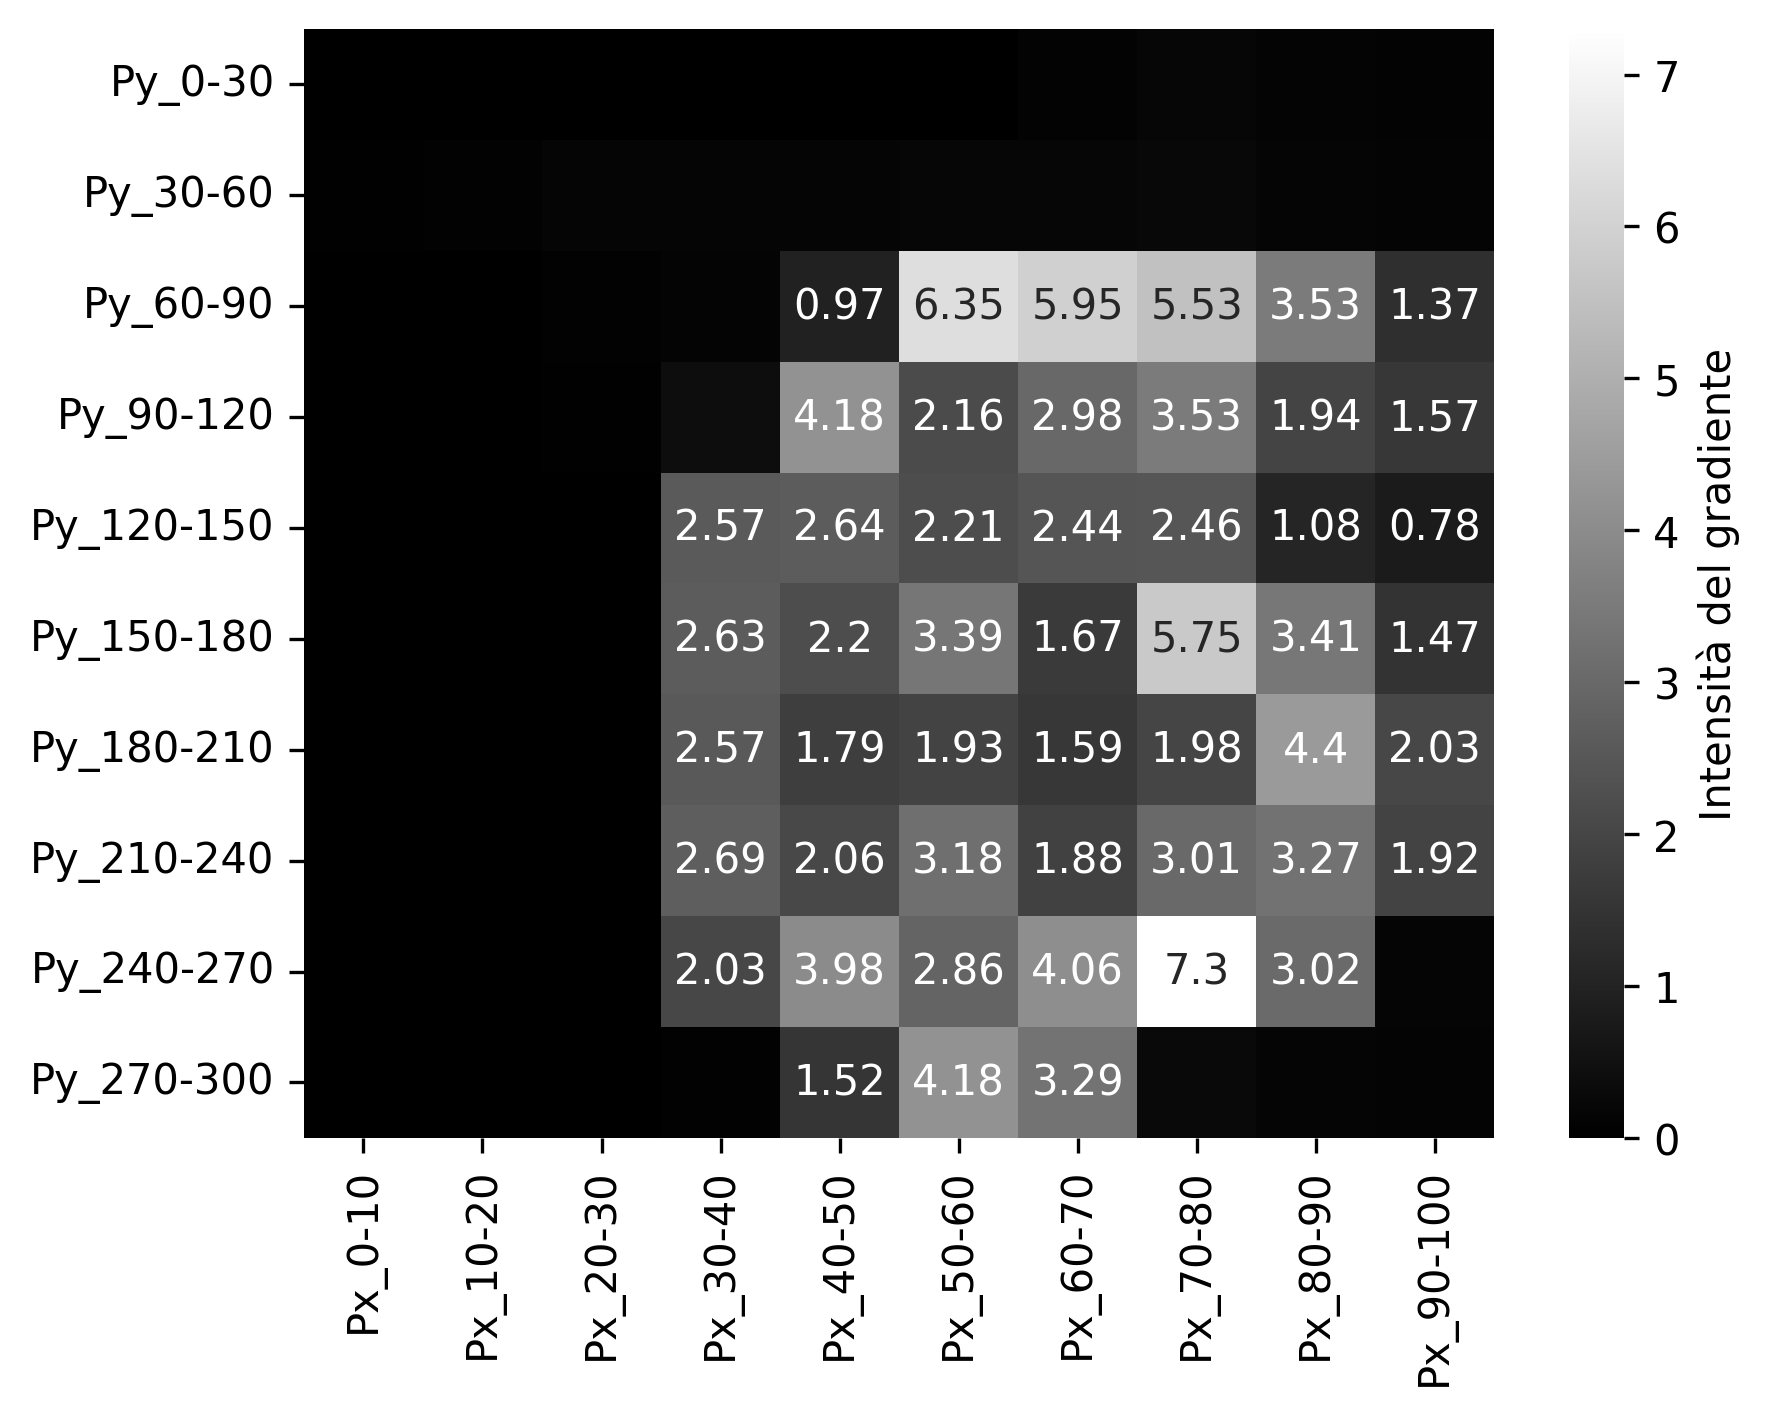 Py_0-30
Py_30-60
Py_60-90 0.97 6.35 5.95 5.53 3.53 1.37
Py_90-120 4.18 2.16 2.98 3.53 1.94 1.57
Py_120-150 2.57 2.64 2.21 2.44 2.46 1.08 0.78
Py_150-180 2.63 2.2 3.39 1.67 5.75 3.41 1.47
Py_180-210 2.57 1.79 1.93 1.59 1.98 4.4 2.03
Py_210-240 2.69 2.06 3.18 1.88 3.01 3.27 1.92
Py_240-270 2.03 3.98 2.86 4.06 7.3 3.02
Py_270-300 1.52 4.18 3.29
Px_0-10
Px_10-20
Px_20-30
Px_30-40
Px_40-50
Px_50-60
Px_60-70
Px_70-80
Px_80-90
Px_90-100
7
6
5
4
3
2
1
0
Intensità del gradiente